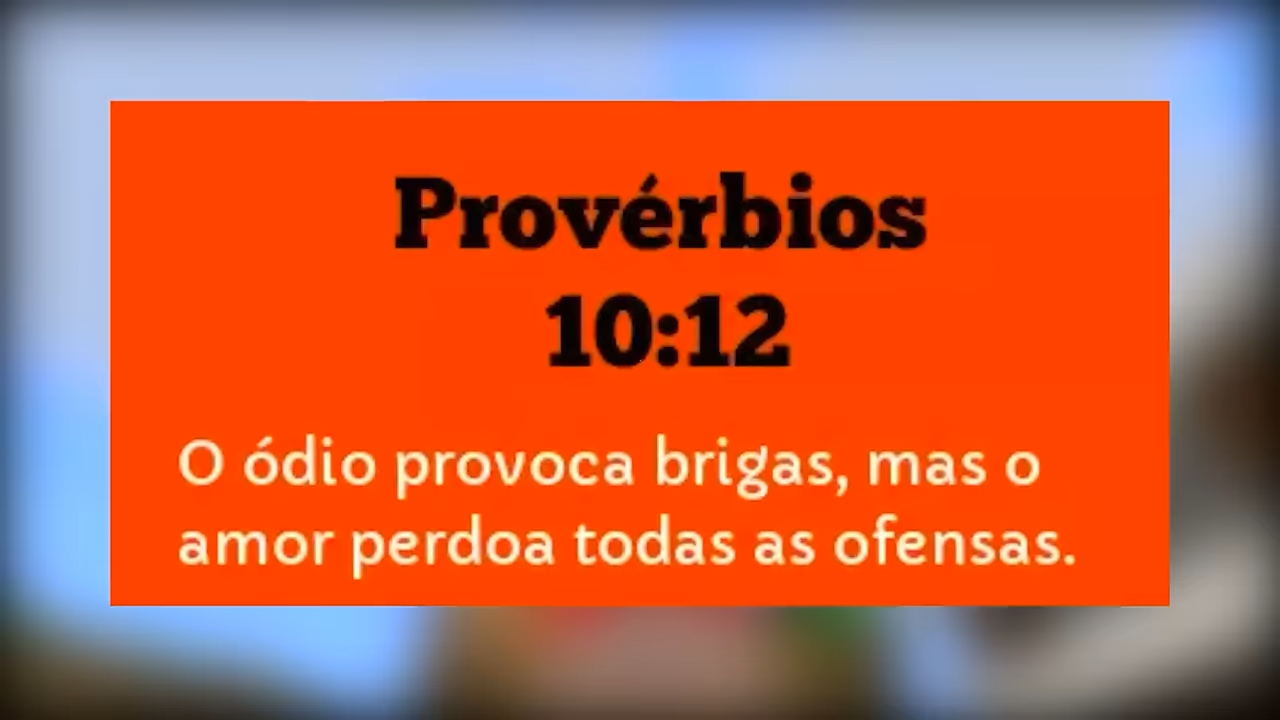 Provérbios
10:12
O ódio provoca brigas, mas o
amor perdoa todas as ofensas.